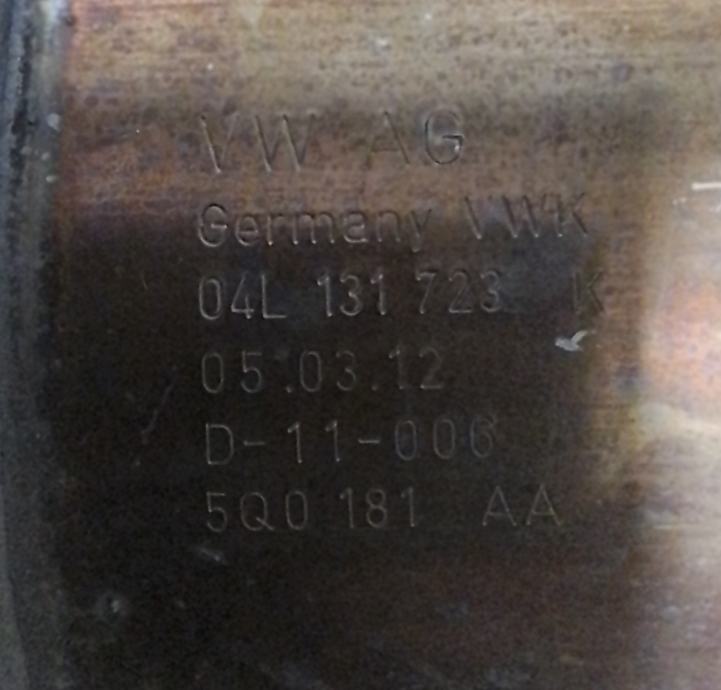 VW AG
Germany VWK
04L 131 723 K
05.03.12
D-11-006
5Q0 181 AA